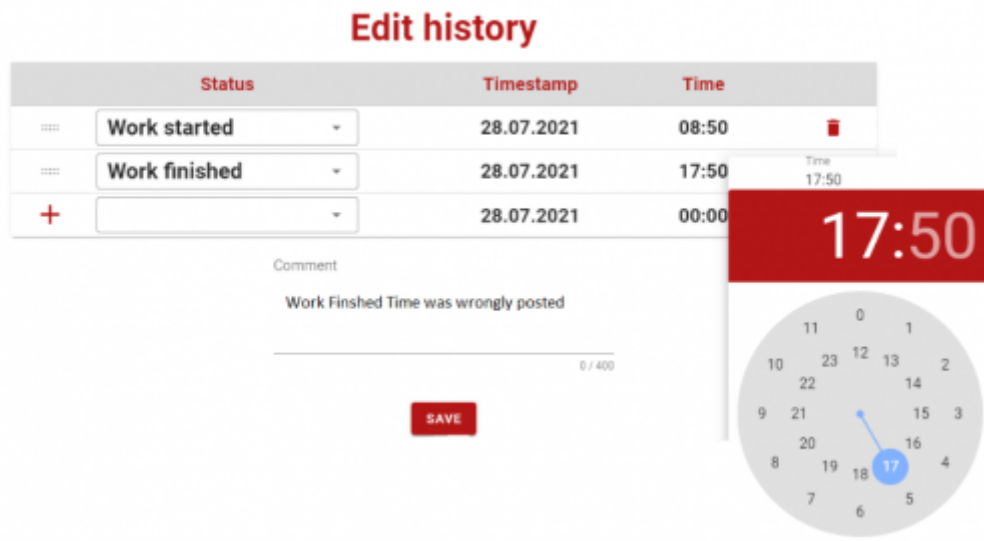 Edit history
Status Timestamp Time
Work started 28.07.2021 08:50
Work finished 28.07.2021 17:50
28.07.2021 00:00
Time
17:50
17:50
Comment
Work Finshed Time was wrongly posted
0 / 400
SAVE
0
11 1
12
10 23 13 2
22 14
9 21 15 3
20 16
8 19 17 4
18
7 5
6